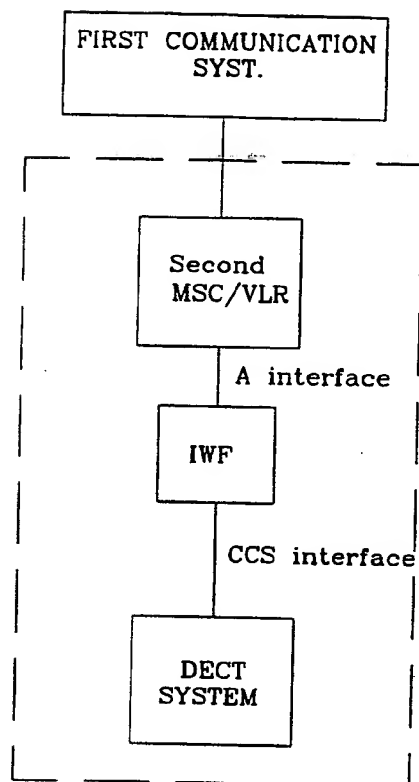 FIRST COMMUNICATION
SYST.
Second
MSC/VLR
A interface
IWF
CCS interface
DECT
SYSTEM